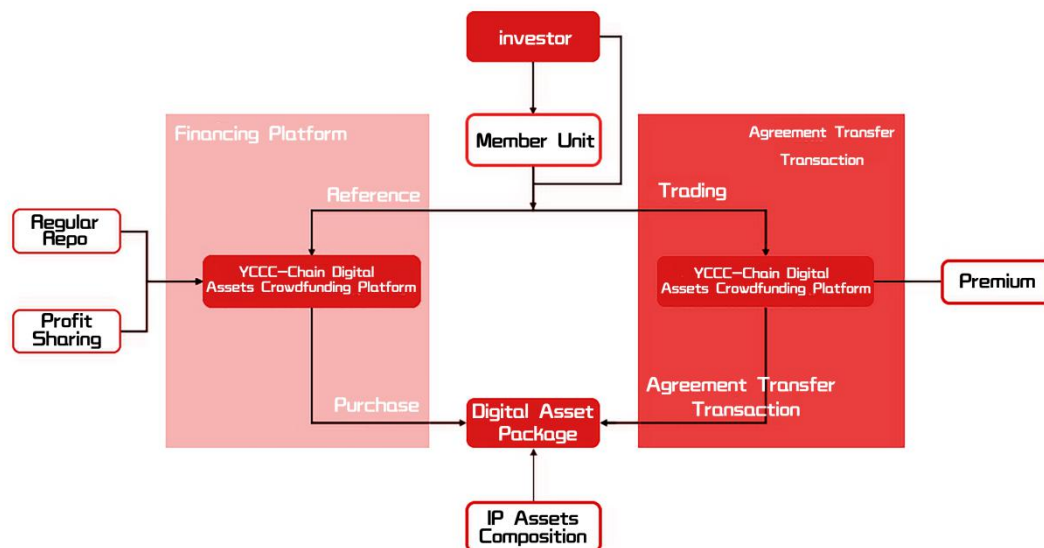 investor
Financing Platform
Agreement Transfer
Transaction
Member Unit
Reference
Trading
Regular
Repo
YCCC-Chain Digital
Assets Crowdfunding Platform
YCCC-Chain Digital
Assets Crowdfunding Platform
Premium
Profit
Sharing
Purchase
Agreement Transfer
Transaction
Digital Asset
Package
IP Assets
Composition